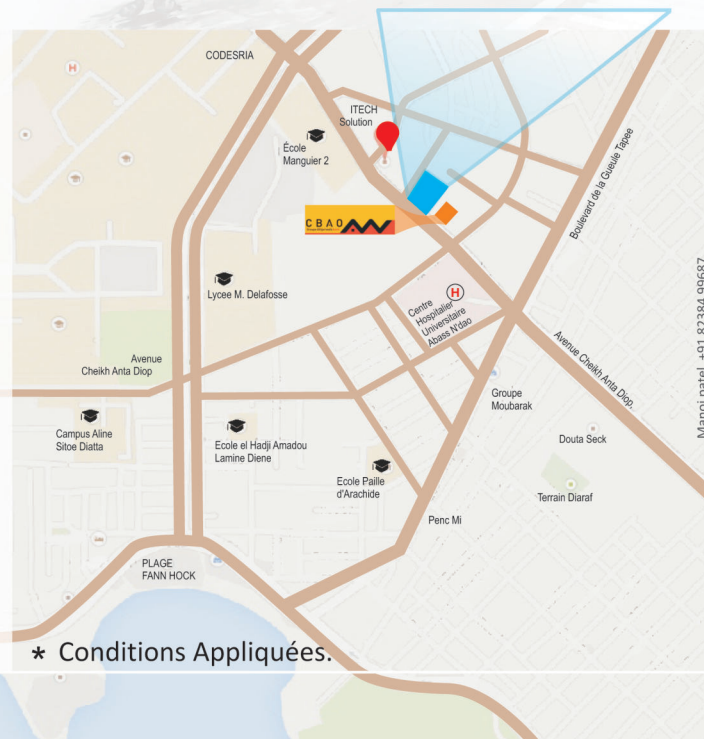 CODESRIA
ITECH
Solution
École
Manguier 2
Boulevard de la Gueule Tapee
CBAO
Lycee M. Delafosse
H
Centre
Hospitalier
Universitaire
Abass N'dao
Manoj patel +91 82384 99687
Avenue
Cheikh Anta Diop
Avenue Cheikh Anta Diop.
Groupe
Moubarak
Campus Aline
Sitoe Diatta
Ecole el Hadji Amadou
Lamine Diene
Douta Seck
Ecole Paille
d'Arachide
Terrain Diaraf
Penc Mi
PLAGE
FANN HOCK
* Conditions Appliquées.